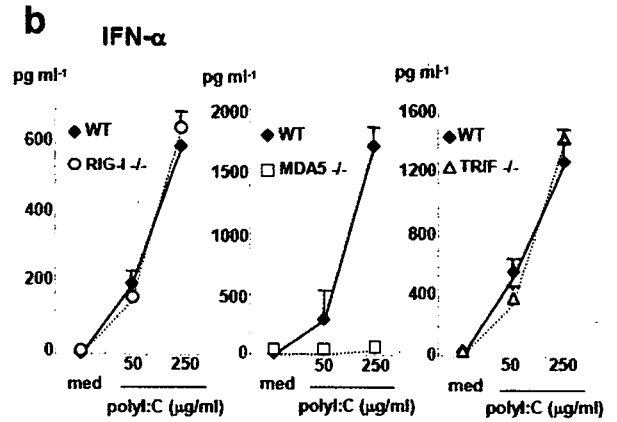 b
IFN-α
pg ml-1
600
400
200
0
WT
RIG-I -/-
med
50
250
polyI:C (μg/ml)
pg ml-1
2000
1500
1000
500
0
WT
MDA5 -/-
50
250
med
polyI:C (μg/ml)
pg ml-1
1600
1200
800
400
0
WT
TRIF -/-
50
250
med
polyI:C (μg/ml)